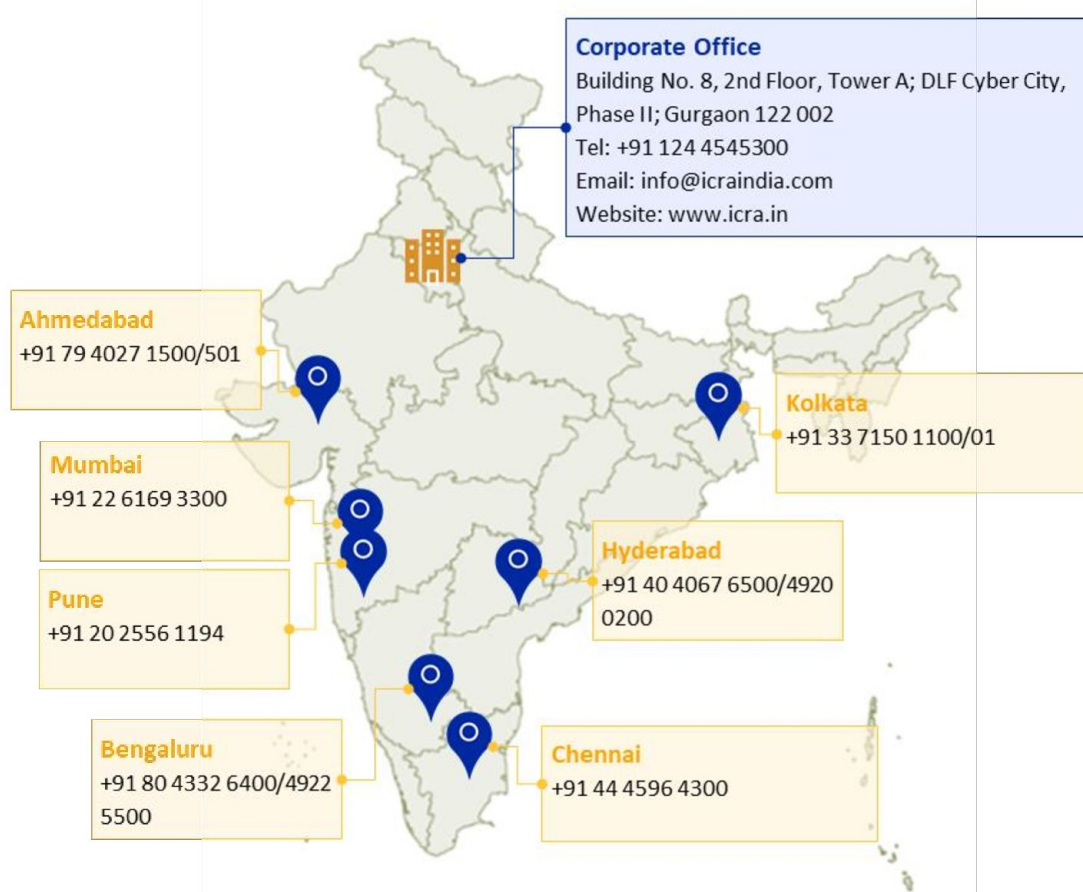 Corporate Office
Building No. 8, 2nd Floor, Tower A; DLF Cyber City,
Phase II; Gurgaon 122 002
Tel: +91 124 4545300
Email: info@icraindia.com
Website: www.icra.in
Ahmedabad
+91 79 4027 1500/501
Kolkata
+91 33 7150 1100/01
Mumbai
+91 22 6169 3300
Hyderabad
+91 40 4067 6500/4920
0200
Pune
+91 20 2556 1194
Bengaluru
+91 80 4332 6400/4922
5500
Chennai
+91 44 4596 4300